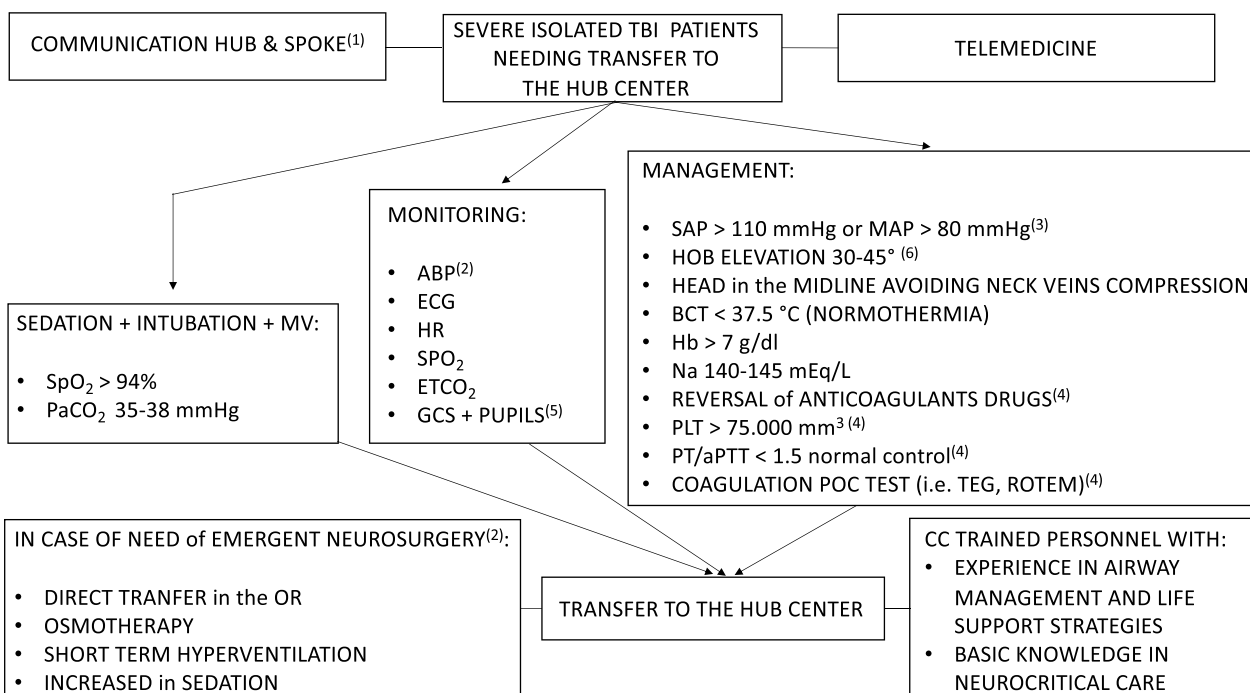 COMMUNICATION HUB & SPOKE(1)
SEVERE ISOLATED TBI PATIENTS
NEEDING TRANSFER TO
THE HUB CENTER
TELEMEDICINE
SEDATION + INTUBATION + MV:
• SpO2 > 94%
• PaCO2 35-38 mmHg
MONITORING:
• ABP(2)
• ECG
• HR
• SPO2
• ETCO2
• GCS + PUPILS(5)
MANAGEMENT:
• SAP > 110 mmHg or MAP > 80 mmHg(3)
• HOB ELEVATION 30-45° (6)
• HEAD in the MIDLINE AVOIDING NECK VEINS COMPRESSION
• BCT < 37.5 °C (NORMOTHERMIA)
• Hb > 7 g/dl
• Na 140-145 mEq/L
• REVERSAL of ANTICOAGULANTS DRUGS(4)
• PLT > 75.000 mm3 (4)
• PT/aPTT < 1.5 normal control(4)
• COAGULATION POC TEST (i.e. TEG, ROTEM)(4)
IN CASE OF NEED of EMERGENT NEUROSURGERY(2):
• DIRECT TRANFER in the OR
• OSMOTHERAPY
• SHORT TERM HYPERVENTILATION
• INCREASED in SEDATION
TRANSFER TO THE HUB CENTER
CC TRAINED PERSONNEL WITH:
• EXPERIENCE IN AIRWAY
MANAGEMENT AND LIFE
SUPPORT STRATEGIES
• BASIC KNOWLEDGE IN
NEUROCRITICAL CARE